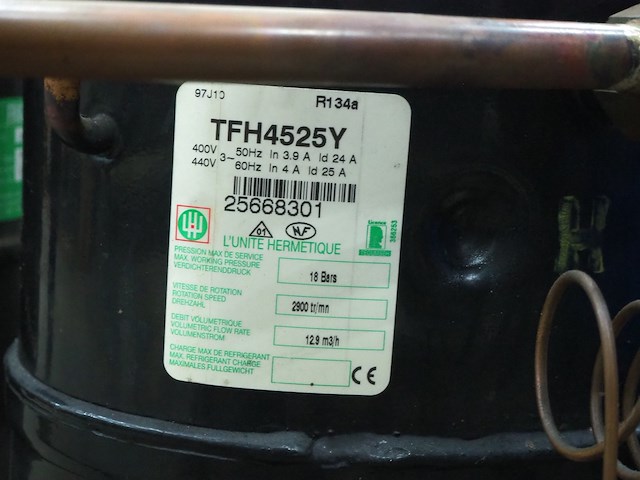 97J10 R134a
TFH4525Y
400V 3~ 50Hz In 3.9 A Id 24 A
440V 60Hz In 4 A Id 25 A
25668301
01 NF
L'UNITE HERMETIQUE
386253
PRESSION MAX DE SERVICE
MAX. WORKING PRESSURE
VERDICHTERENDDRUCK
18 Bars
VITESSE DE ROTATION
ROTATION SPEED
DREHZAHL
2900 tr/mn
DEBIT VOLUMETRIQUE
VOLUMETRIC FLOW RATE
VOLUMENSTROM
12.9 m3/h
CHARGE MAX DE REFRIGERANT
MAX. REFRIGERANT CHARGE
MAXIMALES FULLGEWICHT
CE